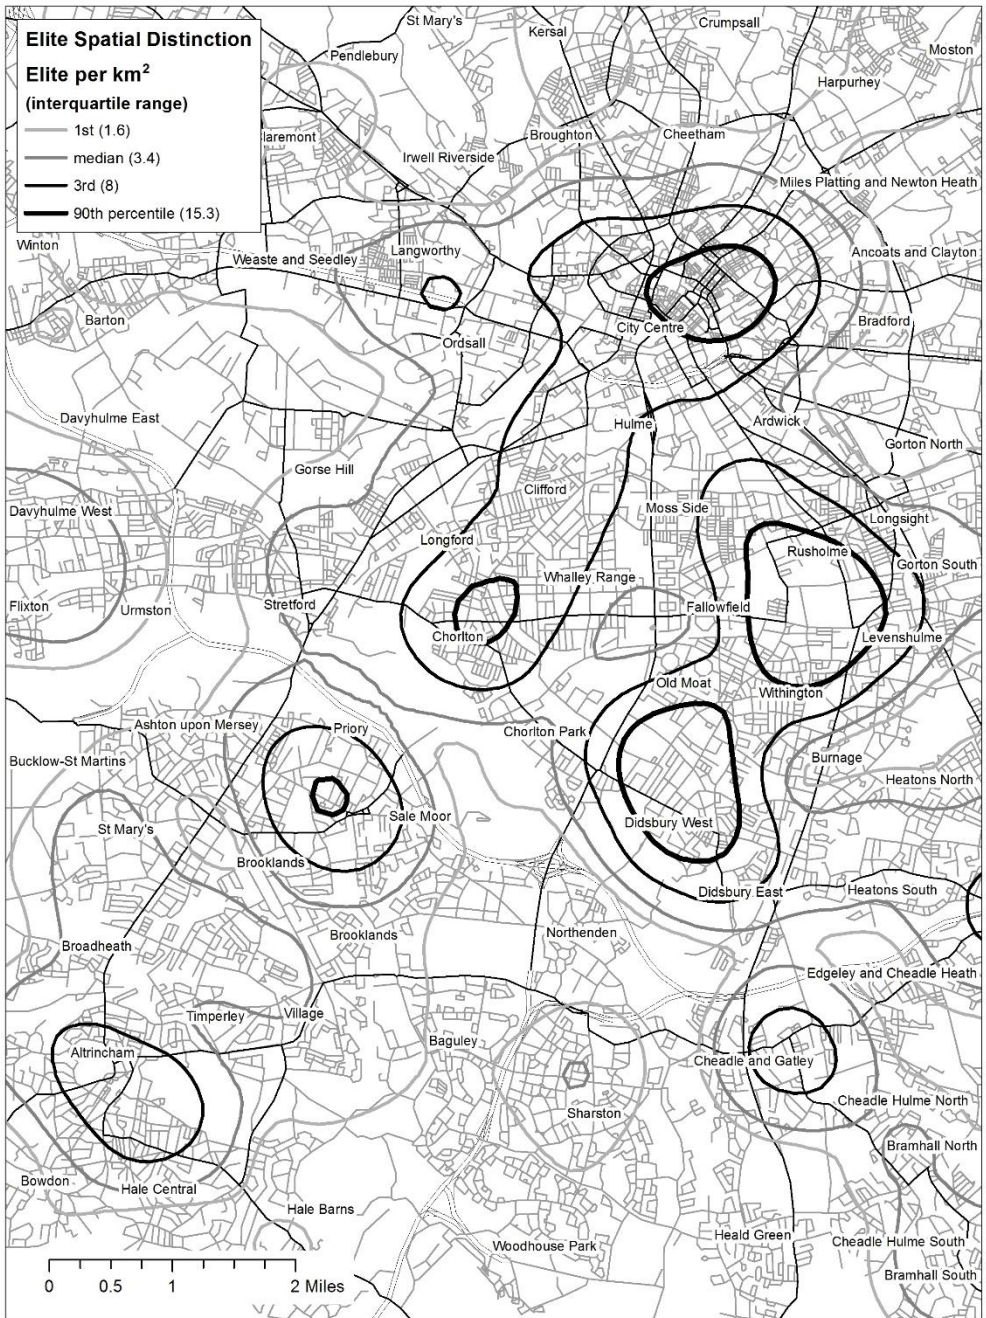 Elite Spatial Distinction
Elite per km²
(interquartile range)
1st (1.6)
median (3.4)
3rd (8)
90th percentile (15.3)
St Mary's
Kersal
Crumpsall
Pendlebury
Moston
Harpurhey
laremont
Broughton
Cheetham
Irwell Riverside
Miles Platting and Newton Heath
Winton
Weaste and Seedley
Langworthy
Ancoats and Clayton
Barton
City Centre
Bradford
Ordsall
Davyhulme East
Hulme
Ardwick
Gorton North
Gorse Hill
Clifford
Davyhulme West
Moss Side
Longsight
Longford
Rusholme
Gorton South
Whalley Range
Flixton
Urmston
Stretford
Fallowfield
Chorlton
Levenshulme
Old Moat
Withington
Ashton upon Mersey
Priory
Chorlton Park
Bucklow-St Martins
Burnage
Heatons North
St Mary's
Sale Moor
Didsbury West
Brooklands
Didsbury East
Heatons South
Broadheath
Brooklands
Northenden
Edgeley and Cheadle Heath
Timperley
Village
Altrincham
Baguley
Cheadle and Gatley
Sharston
Cheadle Hulme North
Bramhall North
Bowdon
Hale Central
Hale Barns
Woodhouse Park
Heald Green
Cheadle Hulme South
Bramhall South
0 0.5 1 2 Miles